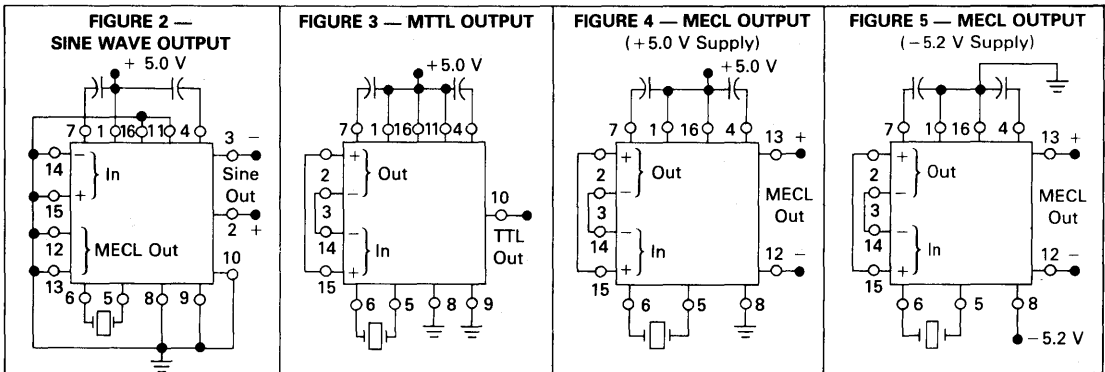 FIGURE 2 —
SINE WAVE OUTPUT
+ 5.0 V
7 1 16 11 4
3 −
− 14
In
Sine
Out
+ 15
2 +
12
MECL Out
10
13
6 5 8 9
FIGURE 3 — MTTL OUTPUT
+5.0 V
7 1 16 11 4
+
2
Out
−
3
10
−
14
TTL
Out
In
+
15
6 5 8 9
FIGURE 4 — MECL OUTPUT
(+5.0 V Supply)
+5.0 V
7 1 16 4
13 +
+
2
Out
−
3
MECL
Out
−
14
In
12 −
+
15
6 5 8
FIGURE 5 — MECL OUTPUT
(−5.2 V Supply)
7 1 16 4
13 +
+
2
Out
−
3
MECL
Out
−
14
In
12 −
+
15
6 5 8
−5.2 V